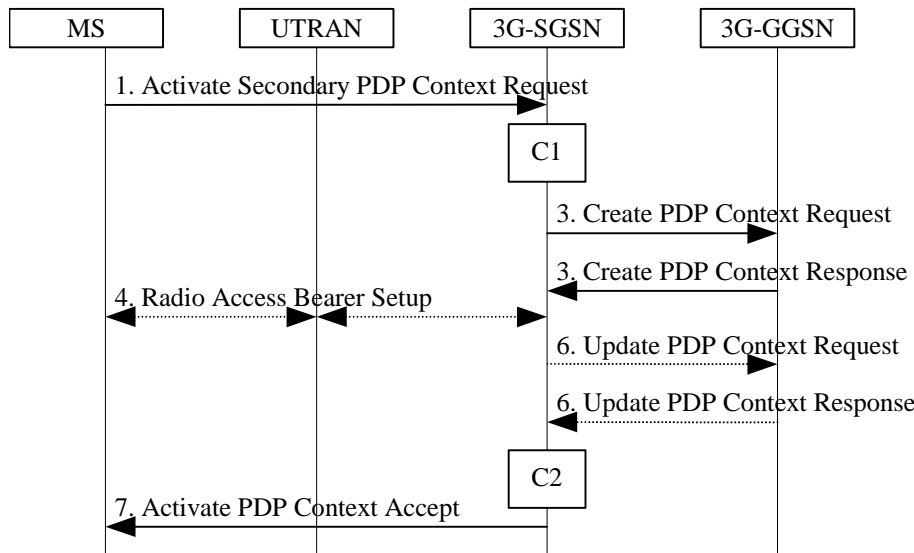 MS
UTRAN
3G-SGSN
3G-GGSN
1. Activate Secondary PDP Context Request
C1
3. Create PDP Context Request
3. Create PDP Context Response
4. Radio Access Bearer Setup
6. Update PDP Context Request
6. Update PDP Context Response
C2
7. Activate PDP Context Accept